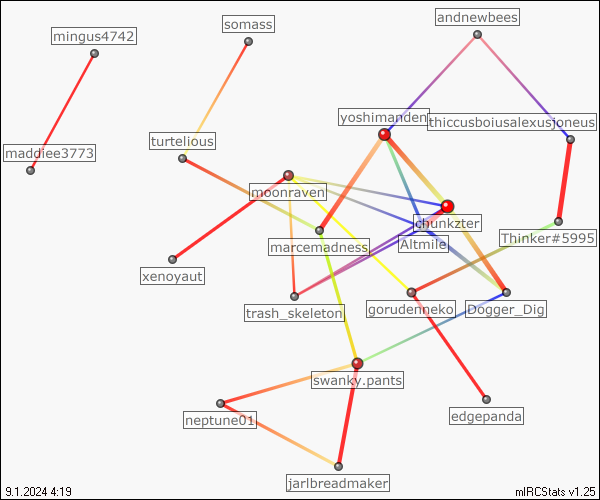 andnewbees
somass
mingus4742
yoshimanden
thiccusboiusalexusjoneus
turtelious
maddiee3773
moonraven
chunkzter
Thinker#5995
marcemadness
Altmile
xenoyaut
trash_skeleton
gorudenneko
Dogger_Dig
swanky.pants
edgepanda
neptune01
jarlbreadmaker
9.1.2024 4:19
mIRCStats v1.25